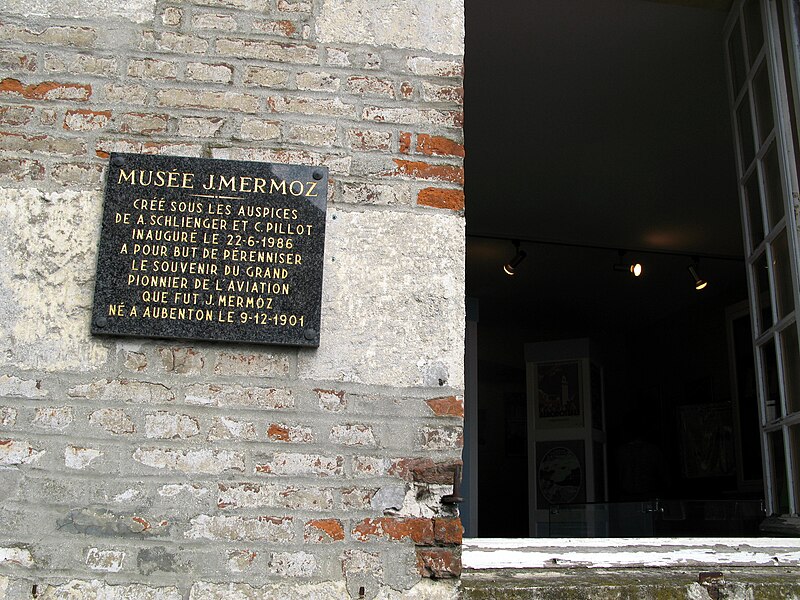 MUSÉE J.MERMOZ
CRÉÉ SOUS LES AUSPICES
DE A.SCHLIENGER ET C.PILLOT
INAUGURÉ LE 22-6-1986
A POUR BUT DE PÉRENNISER
LE SOUVENIR DU GRAND
PIONNIER DE L'AVIATION
QUE FUT J.MERMOZ
NÉ A AUBENTON LE 9-12-1901